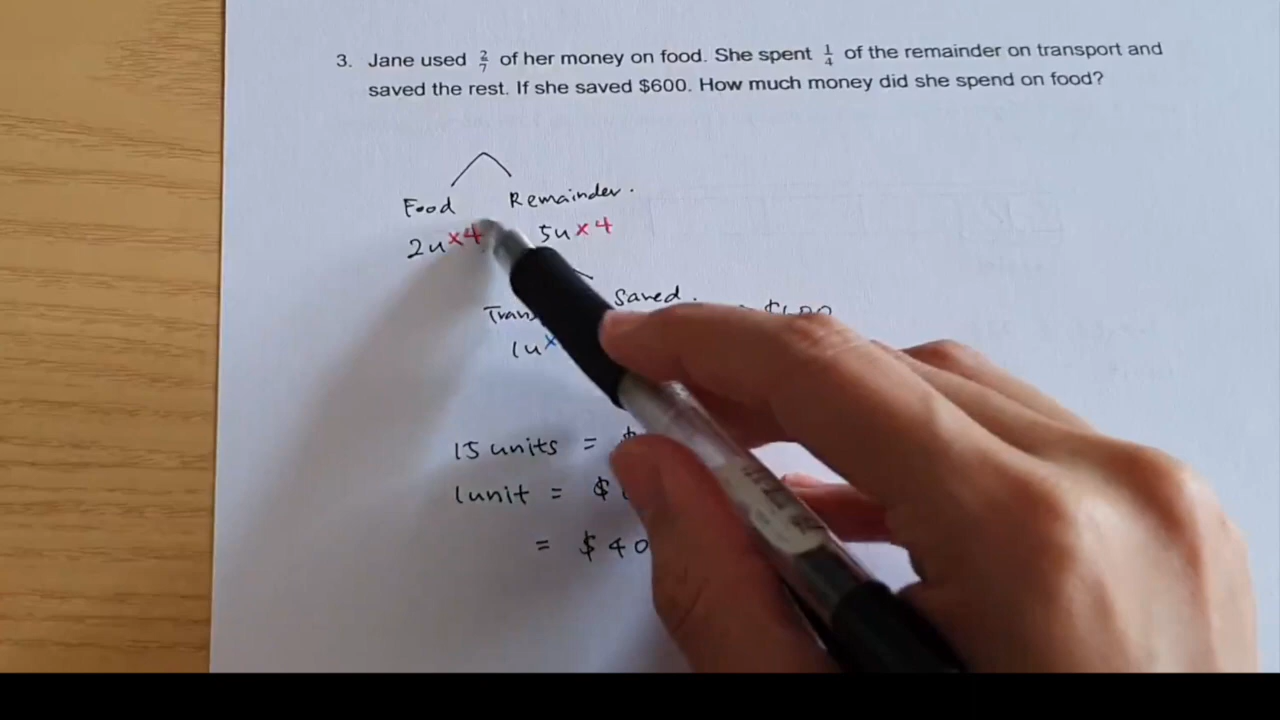 3. Jane used 2/7 of her money on food. She spent 1/4 of the remainder on transport and
saved the rest. If she saved $600. How much money did she spend on food?
Food Remainder.
2u×4 5u×4
Saved.
1u×
15 units = $
1unit = $
= $40